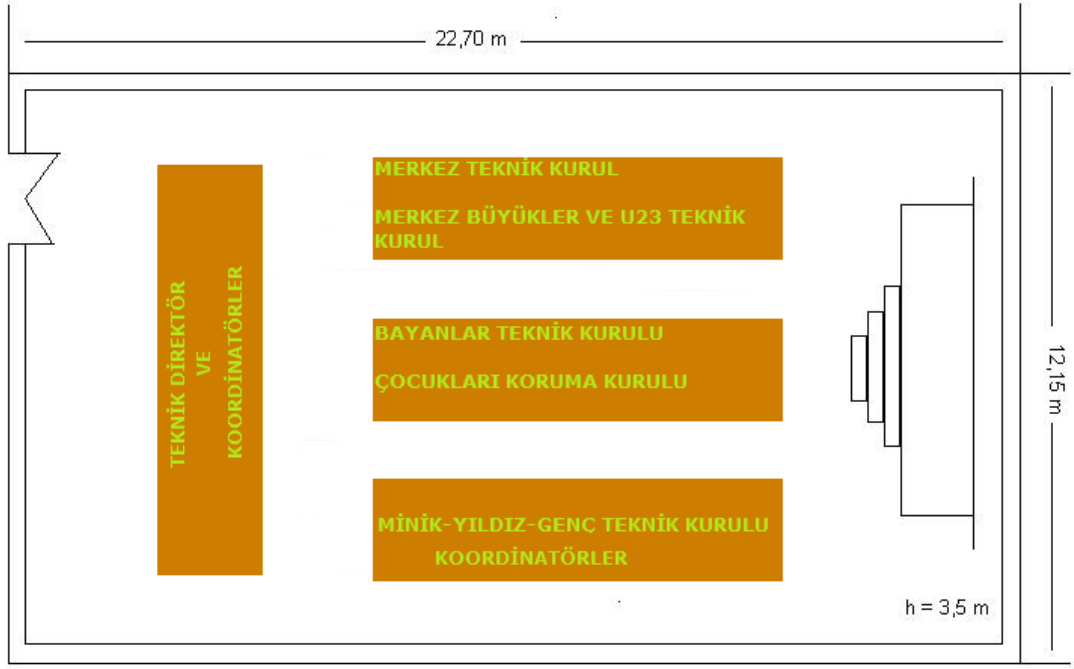 22,70 m
MERKEZ TEKNİK KURUL
MERKEZ BÜYÜKLER VE U23 TEKNİK
KURUL
TEKNİK DİREKTÖR
VE
KOORDİNATÖRLER
BAYANLAR TEKNİK KURULU
ÇOCUKLARI KORUMA KURULU
12,15 m
MİNİK-YILDIZ-GENÇ TEKNİK KURULU
KOORDİNATÖRLER
h = 3,5 m